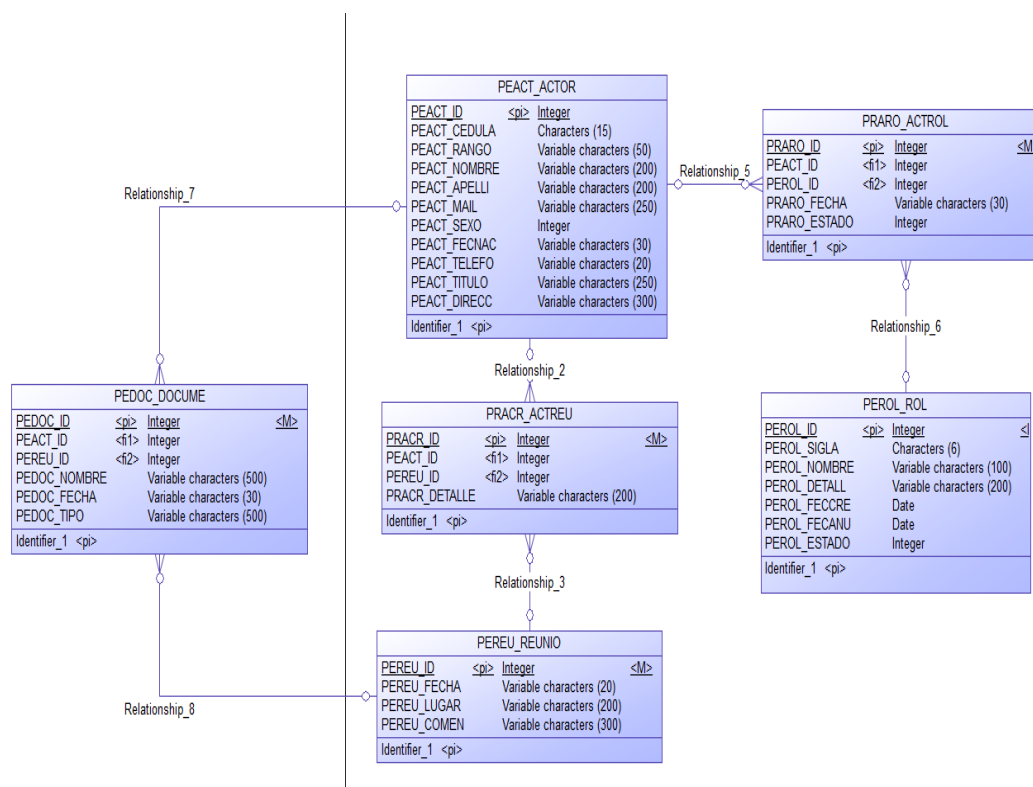 PEACT_ACTOR
PEACT_ID <pi> Integer
PEACT_CEDULA Characters (15)
PEACT_RANGO Variable characters (50)
PEACT_NOMBRE Variable characters (200)
PEACT_APELLI Variable characters (200)
PEACT_MAIL Variable characters (250)
PEACT_SEXO Integer
PEACT_FECNAC Variable characters (30)
PEACT_TELEFO Variable characters (20)
PEACT_TITULO Variable characters (250)
PEACT_DIRECC Variable characters (300)
Identifier_1 <pi>
Relationship_5
PRARO_ACTROL
PRARO_ID <pi> Integer <M
PEACT_ID <fi1> Integer
PEROL_ID <fi2> Integer
PRARO_FECHA Variable characters (30)
PRARO_ESTADO Integer
Identifier_1 <pi>
Relationship_7
Relationship_6
Relationship_2
PEDOC_DOCUME
PEDOC_ID <pi> Integer <M>
PEACT_ID <fi1> Integer
PEREU_ID <fi2> Integer
PEDOC_NOMBRE Variable characters (500)
PEDOC_FECHA Variable characters (30)
PEDOC_TIPO Variable characters (500)
Identifier_1 <pi>
PRACR_ACTREU
PRACR_ID <pi> Integer <M>
PEACT_ID <fi1> Integer
PEREU_ID <fi2> Integer
PRACR_DETALLE Variable characters (200)
Identifier_1 <pi>
PEROL_ROL
PEROL_ID <pi> Integer <I
PEROL_SIGLA Characters (6)
PEROL_NOMBRE Variable characters (100)
PEROL_DETALL Variable characters (200)
PEROL_FECCRE Date
PEROL_FECANU Date
PEROL_ESTADO Integer
Identifier_1 <pi>
Relationship_3
PEREU_REUNIO
PEREU_ID <pi> Integer <M>
PEREU_FECHA Variable characters (20)
PEREU_LUGAR Variable characters (200)
PEREU_COMEN Variable characters (300)
Identifier_1 <pi>
Relationship_8